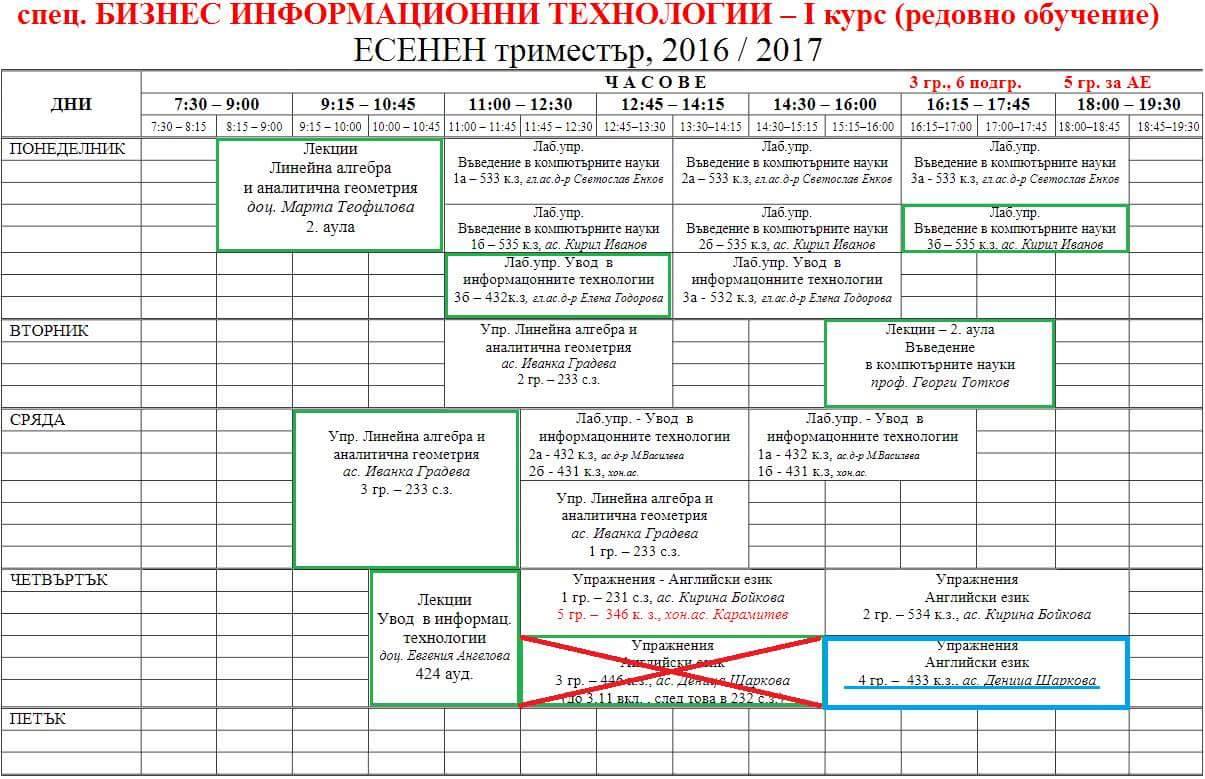 спец. БИЗНЕС ИНФОРМАЦИОННИ ТЕХНОЛОГИИ – I курс (редовно обучение)
ЕСЕНЕН триместър, 2016 / 2017
ДНИ
Ч А С О В Е
3 гр., 6 подгр.
5 гр. за АЕ
7:30 – 9:00
9:15 – 10:45
11:00 – 12:30
12:45 – 14:15
14:30 – 16:00
16:15 – 17:45
18:00 – 19:30
7:30 – 8:15
8:15 – 9:00
9:15 – 10:00
10:00 – 10:45
11:00 – 11:45
11:45 – 12:30
12:45–13:30
13:30–14:15
14:30–15:15
15:15–16:00
16:15–17:00
17:00–17:45
18:00–18:45
18:45–19:30
ПОНЕДЕЛНИК
Лекции
Линейна алгебра
и аналитична геометрия
доц. Марта Теофилова
2. аула
Лаб.упр.
Въведение в компютърните науки
1а – 533 к.з, гл.ас.д-р Светослав Енков
Лаб.упр.
Въведение в компютърните науки
2а – 533 к.з, гл.ас.д-р Светослав Енков
Лаб.упр.
Въведение в компютърните науки
3а - 533 к.з, гл.ас.д-р Светослав Енков
Лаб.упр.
Въведение в компютърните науки
1б – 535 к.з, ас. Кирил Иванов
Лаб.упр.
Въведение в компютърните науки
2б – 535 к.з, ас. Кирил Иванов
Лаб.упр.
Въведение в компютърните науки
3б – 535 к.з, ас. Кирил Иванов
Лаб.упр. Увод в
информацонните технологии
3б – 432к.з, гл.ас.д-р Елена Тодорова
Лаб.упр. Увод в
информацонните технологии
3а - 532 к.з, гл.ас.д-р Елена Тодорова
ВТОРНИК
Упр. Линейна алгебра и
аналитична геометрия
ас. Иванка Градева
2 гр. – 233 с.з.
Лекции – 2. аула
Въведение
в компютърните науки
проф. Георги Тотков
СРЯДА
Упр. Линейна алгебра и
аналитична геометрия
ас. Иванка Градева
3 гр. – 233 с.з.
Лаб.упр. - Увод в
информацонните технологии
2а - 432 к.з, ас.д-р М.Василева
2б - 431 к.з, хон.ас.
Лаб.упр. - Увод в
информацонните технологии
1а - 432 к.з, ас.д-р М.Василева
1б - 431 к.з, хон.ас.
Упр. Линейна алгебра и
аналитична геометрия
ас. Иванка Градева
1 гр. – 233 с.з.
ЧЕТВЪРТЪК
Лекции
Увод в информац.
технологии
доц. Евгения Ангелова
424 ауд.
Упражнения - Английски език
1 гр. – 231 с.з, ас. Кирина Бойкова
5 гр. – 346 к. з., хон.ас. Карамитев
Упражнения
Английски език
2 гр. – 534 к.з., ас. Кирина Бойкова
Упражнения
Английски език
3 гр. – 446 к.з., ас. Деница Шаркова
(до 3.11 вкл. , след това в 232 с.з.)
Упражнения
Английски език
4 гр. – 433 к.з., ас. Деница Шаркова
ПЕТЪК